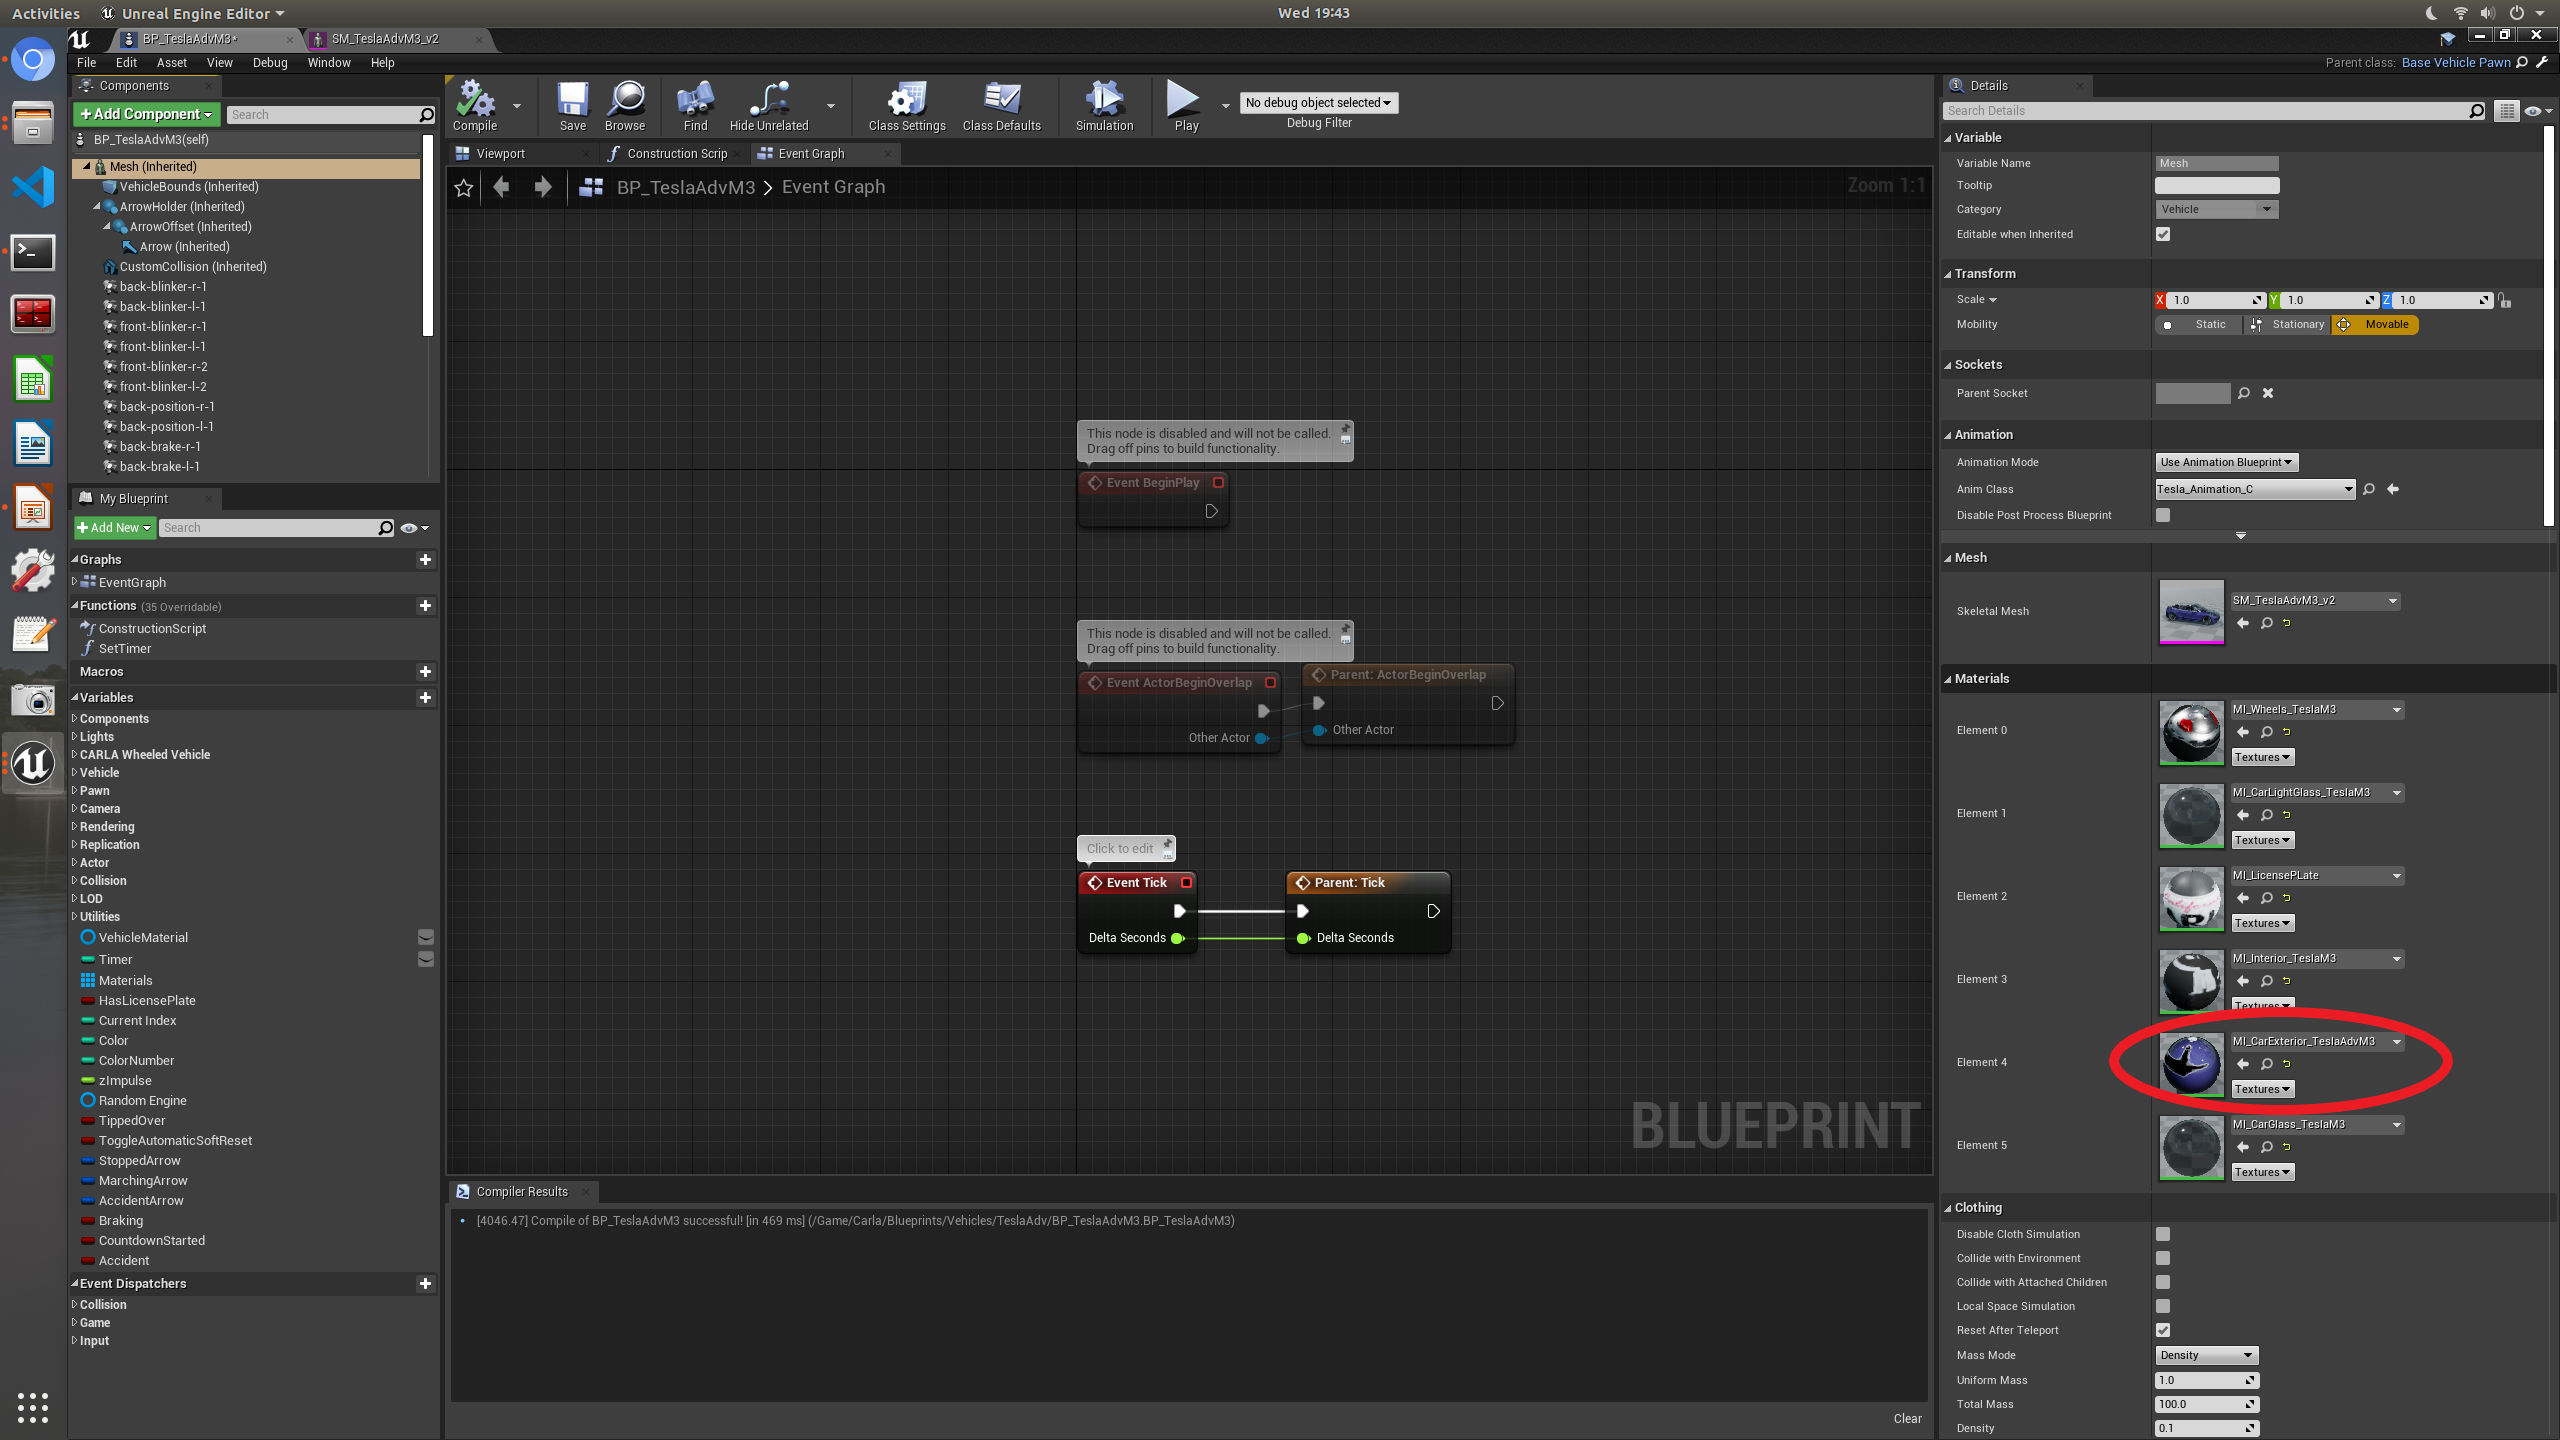 Activities
Unreal Engine Editor
Wed 19:43
BP_TeslaAdvM3*
SM_TeslaAdvM3_v2
File Edit Asset View Debug Window Help
Parent class: Base Vehicle Pawn
Components
+Add Component
Search
BP_TeslaAdvM3(self)
Mesh (Inherited)
VehicleBounds (Inherited)
ArrowHolder (Inherited)
ArrowOffset (Inherited)
Arrow (Inherited)
CustomCollision (Inherited)
back-blinker-r-1
back-blinker-l-1
front-blinker-r-1
front-blinker-l-1
front-blinker-r-2
front-blinker-l-2
back-position-r-1
back-position-l-1
back-brake-r-1
back-brake-l-1
My Blueprint
+Add New
Search
Graphs
EventGraph
Functions (35 Overridable)
ConstructionScript
SetTimer
Macros
Variables
Components
Lights
CARLA Wheeled Vehicle
Vehicle
Pawn
Camera
Rendering
Replication
Actor
Collision
LOD
Utilities
VehicleMaterial
Timer
Materials
HasLicensePlate
Current Index
Color
ColorNumber
zImpulse
Random Engine
TippedOver
ToggleAutomaticSoftReset
StoppedArrow
MarchingArrow
AccidentArrow
Braking
CountdownStarted
Accident
Event Dispatchers
Collision
Game
Input
Compile
Save
Browse
Find
Hide Unrelated
Class Settings
Class Defaults
Simulation
Play
No debug object selected
Debug Filter
Viewport
Construction Scrip
Event Graph
BP_TeslaAdvM3 > Event Graph
Zoom 1:1
This node is disabled and will not be called.
Drag off pins to build functionality.
Event BeginPlay
This node is disabled and will not be called.
Drag off pins to build functionality.
Event ActorBeginOverlap
Other Actor
Parent: ActorBeginOverlap
Other Actor
Click to edit
Event Tick
Delta Seconds
Parent: Tick
Delta Seconds
BLUEPRINT
Compiler Results
[4046.47] Compile of BP_TeslaAdvM3 successful! [in 469 ms] (/Game/Carla/Blueprints/Vehicles/TeslaAdv/BP_TeslaAdvM3.BP_TeslaAdvM3)
Clear
Details
Search Details
Variable
Variable Name Mesh
Tooltip
Category Vehicle
Editable when Inherited
Transform
Scale X 1.0 Y 1.0 Z 1.0
Mobility Static Stationary Movable
Sockets
Parent Socket
Animation
Animation Mode Use Animation Blueprint
Anim Class Tesla_Animation_C
Disable Post Process Blueprint
Mesh
Skeletal Mesh
SM_TeslaAdvM3_v2
Materials
Element 0
MI_Wheels_TeslaM3
Textures
Element 1
MI_CarLightGlass_TeslaM3
Textures
Element 2
MI_LicensePLate
Textures
Element 3
MI_Interior_TeslaM3
Textures
Element 4
MI_CarExterior_TeslaAdvM3
Textures
Element 5
MI_CarGlass_TeslaM3
Textures
Clothing
Disable Cloth Simulation
Collide with Environment
Collide with Attached Children
Local Space Simulation
Reset After Teleport
Mass Mode Density
Uniform Mass 1.0
Total Mass 100.0
Density 0.1